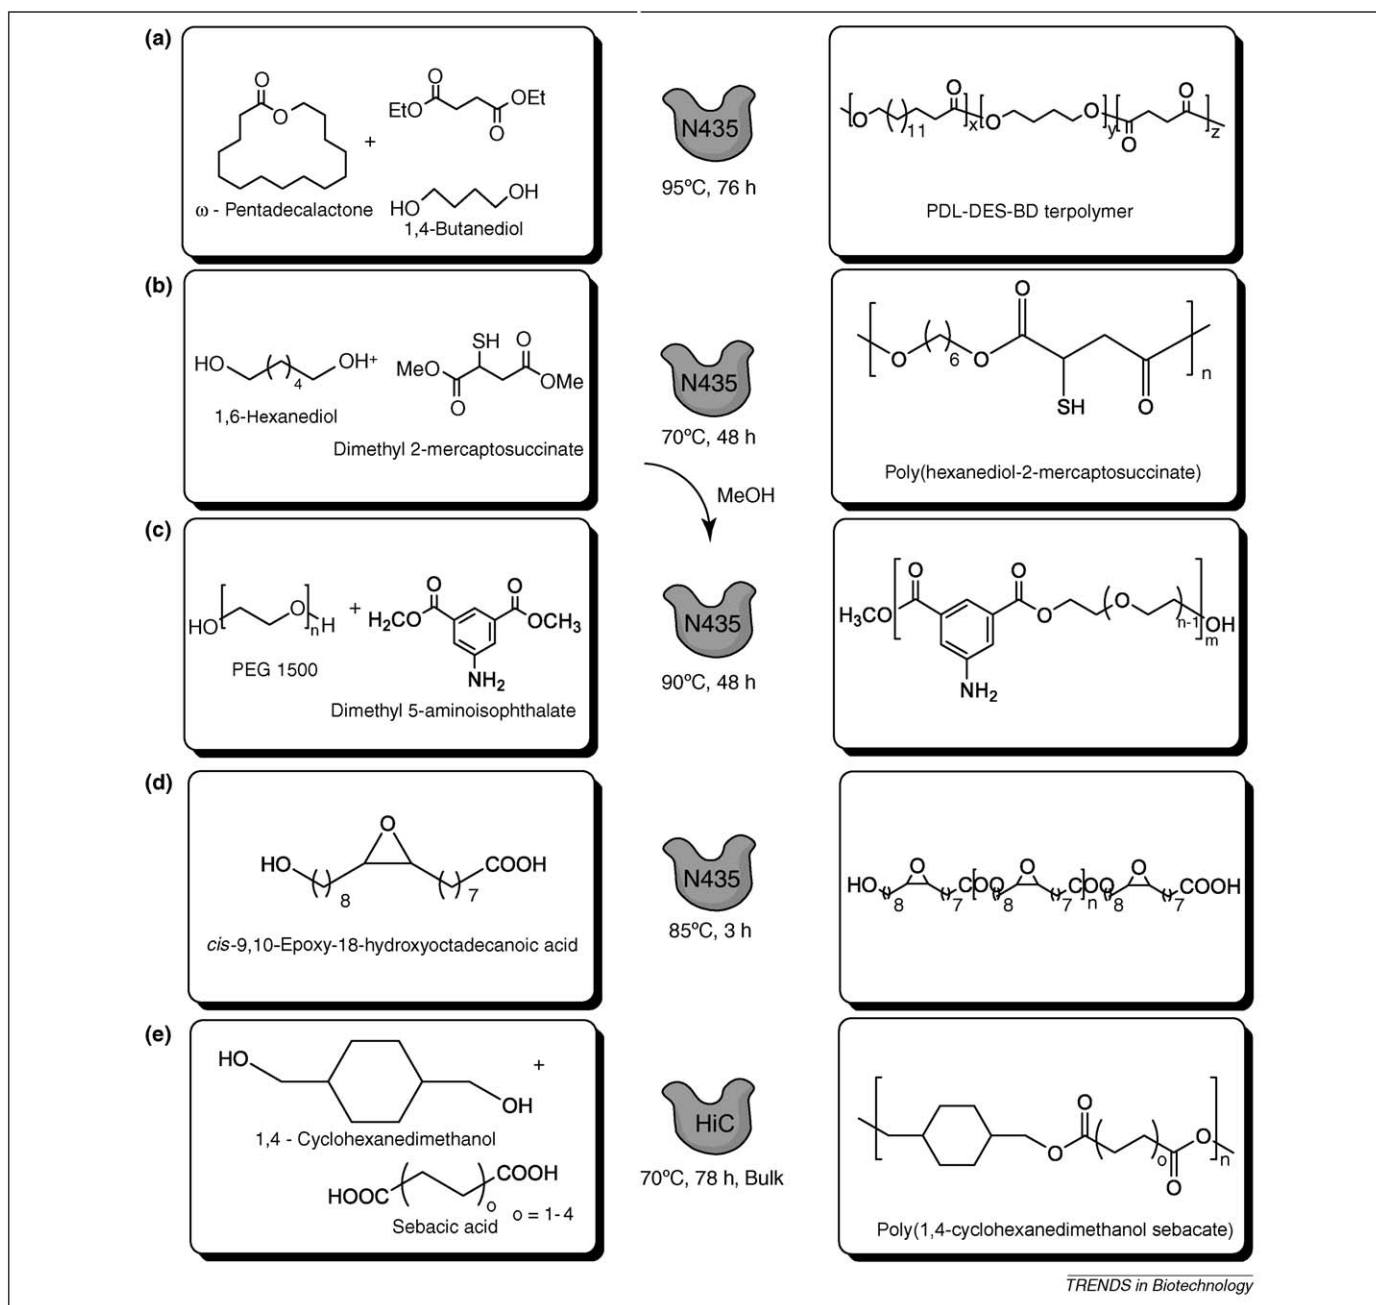 (a)
O
O
+
ω - Pentadecalactone
O
EtO
OEt
O
HO
OH
1,4-Butanediol
N435
95ºC, 76 h
[O ( )11 O ]x [O O ]y [ O O ]z
PDL-DES-BD terpolymer
(b)
HO ( )4 OH+
1,6-Hexanediol
SH O
MeO
OMe
O
Dimethyl 2-mercaptosuccinate
N435
70ºC, 48 h
MeOH
[ O ( )6 O O SH O ]n
Poly(hexanediol-2-mercaptosuccinate)
(c)
HO [ O ]n H
PEG 1500
+
O O
H2CO OCH3
NH2
Dimethyl 5-aminoisophthalate
N435
90ºC, 48 h
H3CO [ O O O (O )n-1 ]m OH
NH2
(d)
O
HO ( )8 ( )7 COOH
cis-9,10-Epoxy-18-hydroxyoctadecanoic acid
N435
85ºC, 3 h
O O O
HO ( )8 ( )7 CO[O ( )8 ( )7 CO]n O ( )8 ( )7 COOH
(e)
HO
OH
+
1,4 - Cyclohexanedimethanol
HOOC ( )o COOH
Sebacic acid
o = 1-4
HiC
70ºC, 78 h, Bulk
[ O O ( )o O O ]n
Poly(1,4-cyclohexanedimethanol sebacate)
TRENDS in Biotechnology